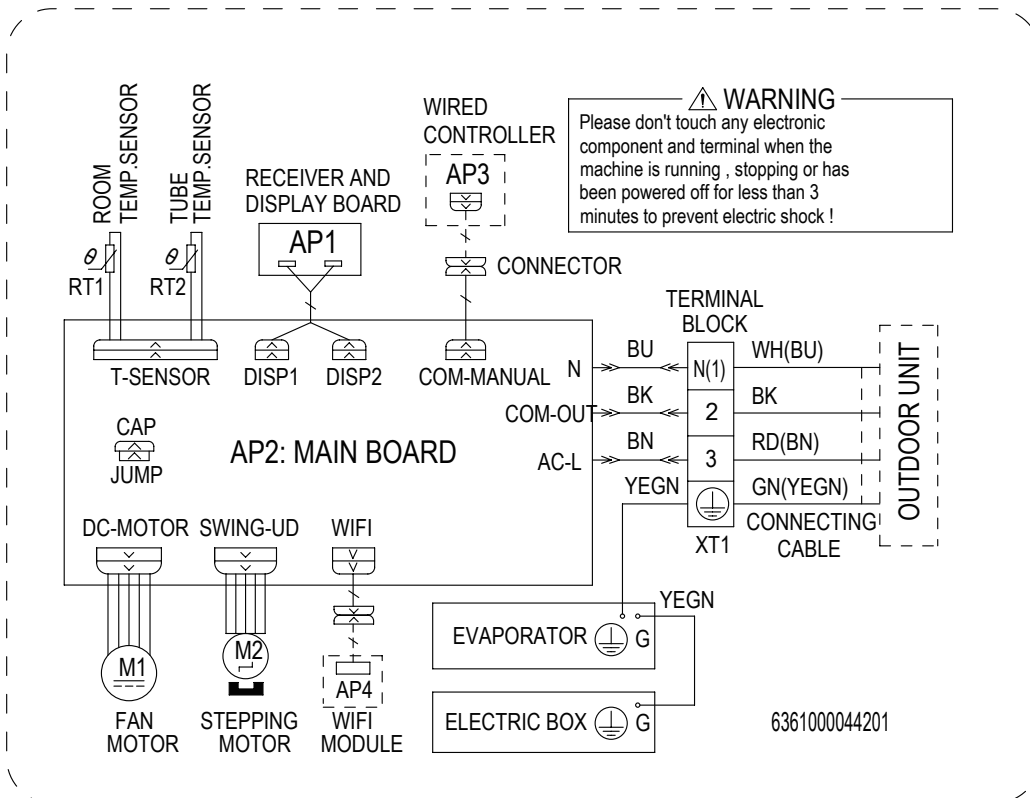 ROOM
TEMP.SENSOR
TUBE
TEMP.SENSOR
θ
RT1
θ
RT2
RECEIVER AND
DISPLAY BOARD
AP1
WIRED
CONTROLLER
AP3
CONNECTOR
WARNING
Please don't touch any electronic
component and terminal when the
machine is running , stopping or has
been powered off for less than 3
minutes to prevent electric shock !
T-SENSOR
DISP1
DISP2
COM-MANUAL
N
COM-OUT
AC-L
CAP
JUMP
AP2: MAIN BOARD
TERMINAL
BLOCK
BU
N(1)
WH(BU)
BK
2
BK
BN
3
RD(BN)
YEGN
GN(YEGN)
XT1
CONNECTING
CABLE
OUTDOOR UNIT
DC-MOTOR
SWING-UD
WIFI
M1
FAN
MOTOR
M2
STEPPING
MOTOR
AP4
WIFI
MODULE
EVAPORATOR
G
YEGN
ELECTRIC BOX
G
6361000044201